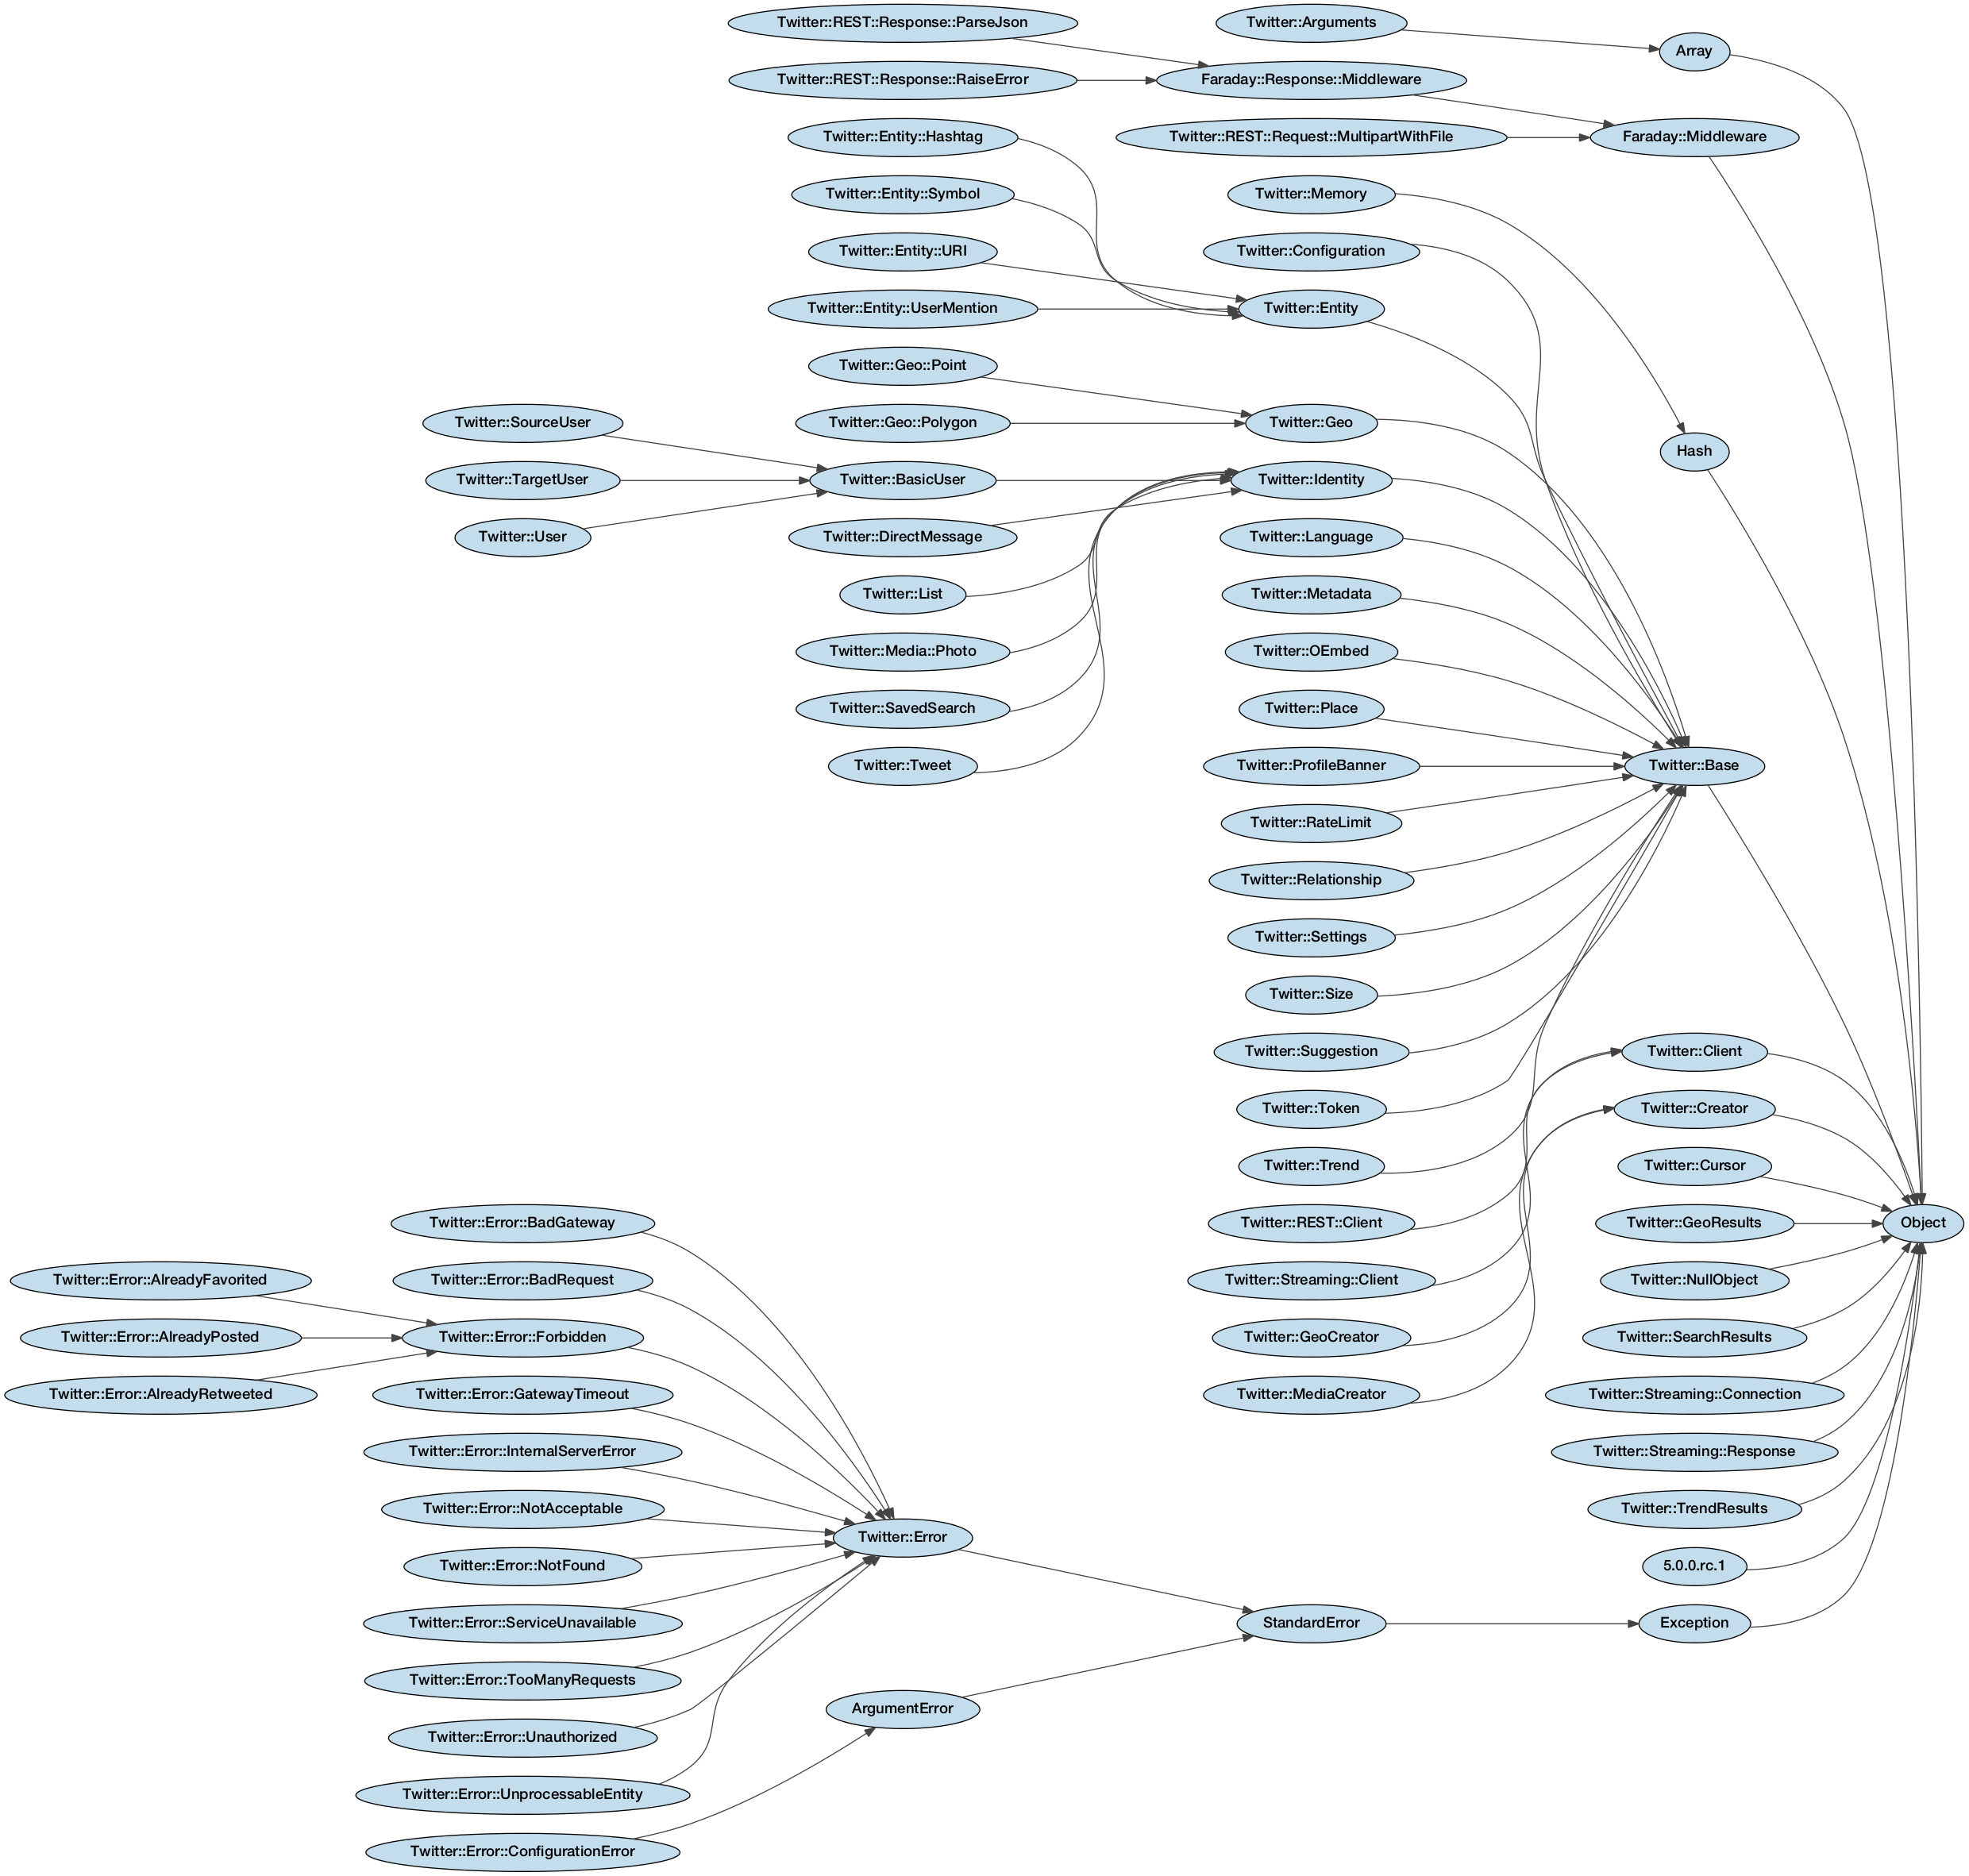 Twitter::REST::Response::ParseJson
Twitter::Arguments
Array
Twitter::REST::Response::RaiseError
Faraday::Response::Middleware
Twitter::Entity::Hashtag
Twitter::REST::Request::MultipartWithFile
Faraday::Middleware
Twitter::Entity::Symbol
Twitter::Memory
Twitter::Entity::URI
Twitter::Configuration
Twitter::Entity::UserMention
Twitter::Entity
Twitter::Geo::Point
Twitter::SourceUser
Twitter::Geo::Polygon
Twitter::Geo
Hash
Twitter::TargetUser
Twitter::BasicUser
Twitter::Identity
Twitter::User
Twitter::DirectMessage
Twitter::Language
Twitter::List
Twitter::Metadata
Twitter::Media::Photo
Twitter::OEmbed
Twitter::SavedSearch
Twitter::Place
Twitter::Tweet
Twitter::ProfileBanner
Twitter::Base
Twitter::RateLimit
Twitter::Relationship
Twitter::Settings
Twitter::Size
Twitter::Suggestion
Twitter::Client
Twitter::Token
Twitter::Creator
Twitter::Trend
Twitter::Cursor
Twitter::Error::BadGateway
Twitter::REST::Client
Twitter::GeoResults
Object
Twitter::Error::AlreadyFavorited
Twitter::Error::BadRequest
Twitter::Streaming::Client
Twitter::NullObject
Twitter::Error::AlreadyPosted
Twitter::Error::Forbidden
Twitter::GeoCreator
Twitter::SearchResults
Twitter::Error::AlreadyRetweeted
Twitter::Error::GatewayTimeout
Twitter::MediaCreator
Twitter::Streaming::Connection
Twitter::Error::InternalServerError
Twitter::Streaming::Response
Twitter::Error::NotAcceptable
Twitter::TrendResults
Twitter::Error
Twitter::Error::NotFound
5.0.0.rc.1
Twitter::Error::ServiceUnavailable
StandardError
Exception
Twitter::Error::TooManyRequests
ArgumentError
Twitter::Error::Unauthorized
Twitter::Error::UnprocessableEntity
Twitter::Error::ConfigurationError